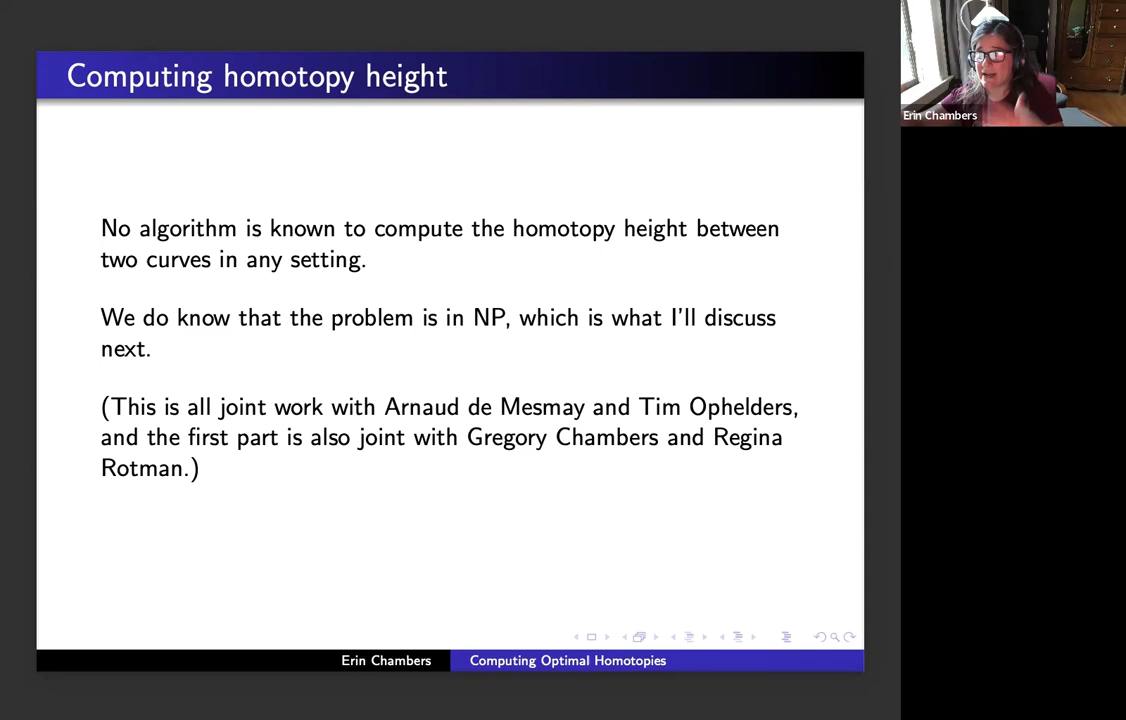 Computing homotopy height
Erin Chambers
No algorithm is known to compute the homotopy height between
two curves in any setting.
We do know that the problem is in NP, which is what I'll discuss
next.
(This is all joint work with Arnaud de Mesmay and Tim Ophelders,
and the first part is also joint with Gregory Chambers and Regina
Rotman.)
Erin Chambers
Computing Optimal Homotopies